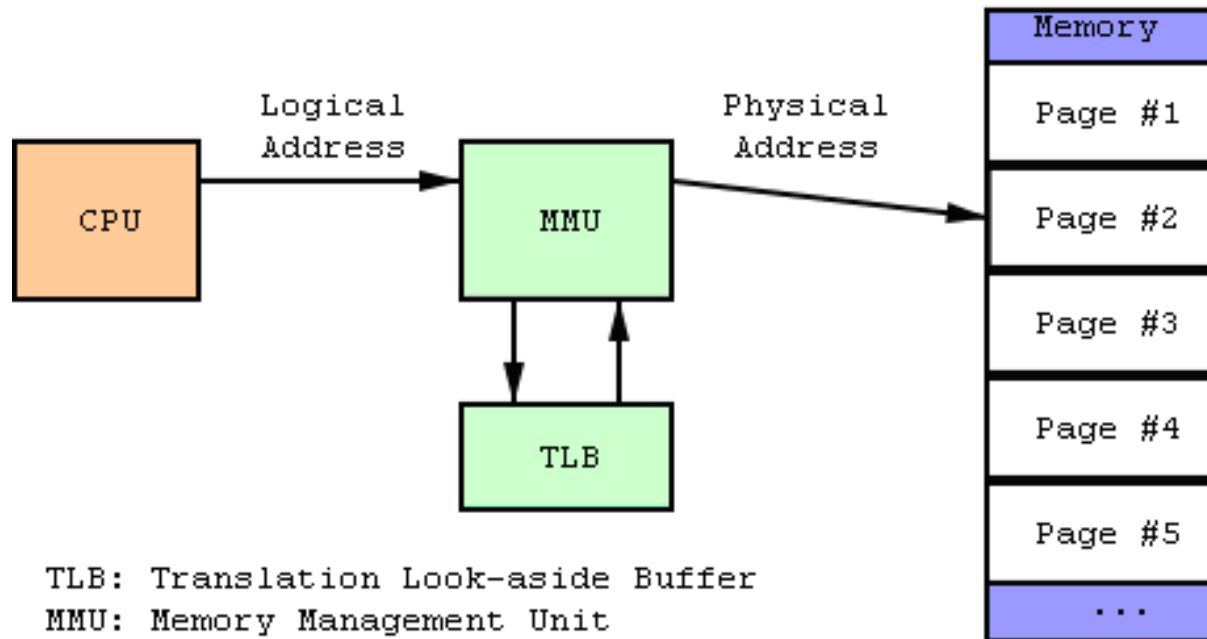 Memory
Logical
Address
Physical
Address
Page #1
CPU
MMU
Page #2
Page #3
TLB
Page #4
Page #5
TLB: Translation Look-aside Buffer
MMU: Memory Management Unit
...